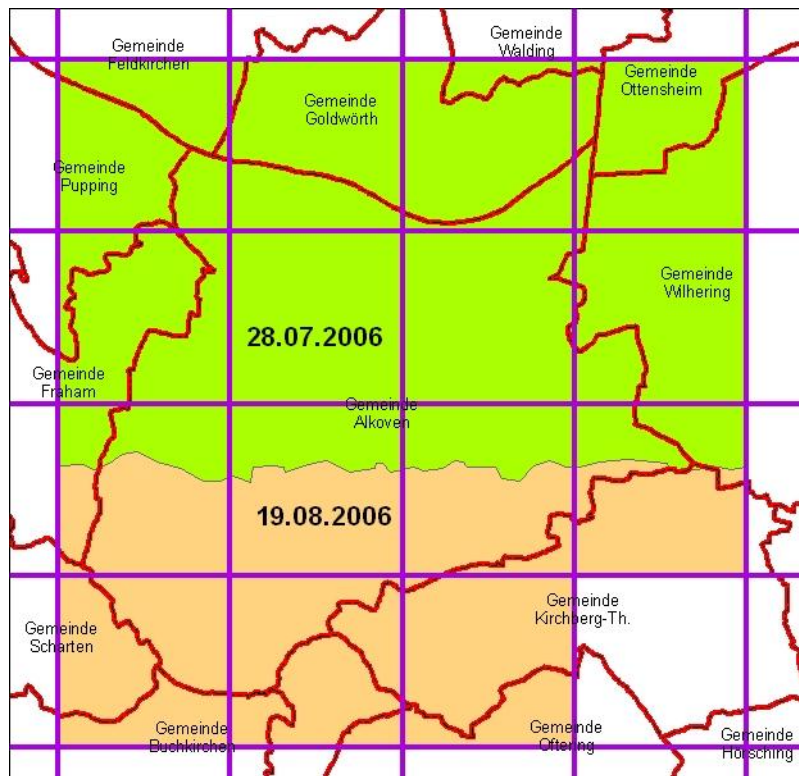 Gemeinde
Feldkirchen
Gemeinde
Walding
Gemeinde
Ottensheim
Gemeinde
Goldwörth
Gemeinde
Pupping
Gemeinde
Wilhering
28.07.2006
Gemeinde
Fraham
Gemeinde
Alkoven
19.08.2006
Gemeinde
Kirchberg-Th.
Gemeinde
Scharten
Gemeinde
Buchkirchen
Gemeinde
Oftering
Gemeinde
Hörsching